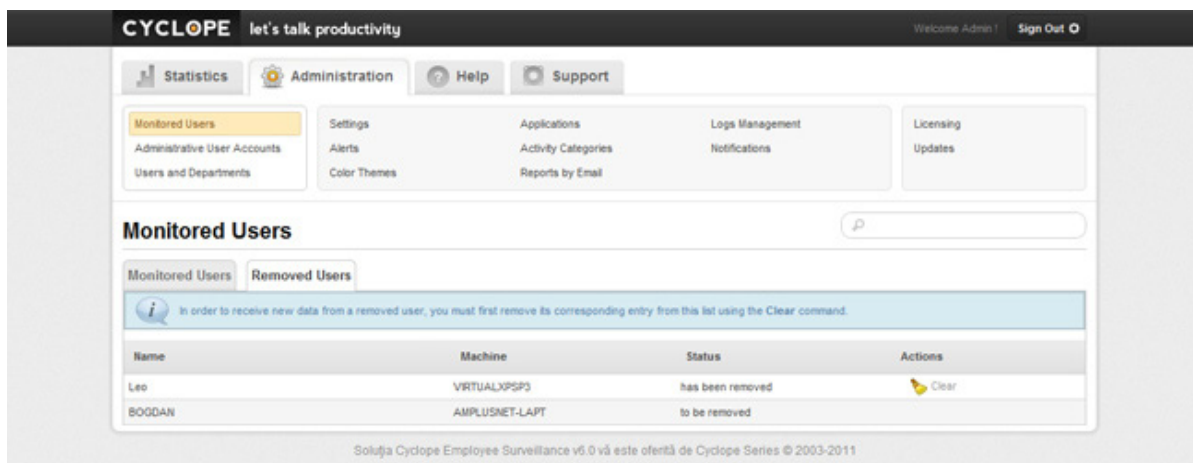 CYCLOPE let's talk productivity Welcome Admin ! Sign Out
Statistics Administration Help Support
Monitored Users Settings Applications Logs Management Licensing
Administrative User Accounts Alerts Activity Categories Notifications Updates
Users and Departments Color Themes Reports by Email
Monitored Users
Monitored Users Removed Users
In order to receive new data from a removed user, you must first remove its corresponding entry from this list using the Clear command.
Name Machine Status Actions
Leo VIRTUALXPSP3 has been removed Clear
BOGDAN AMPLUSNET-LAPT to be removed
Soluţia Cyclope Employee Surveillance v6.0 vă este oferită de Cyclope Series © 2003-2011